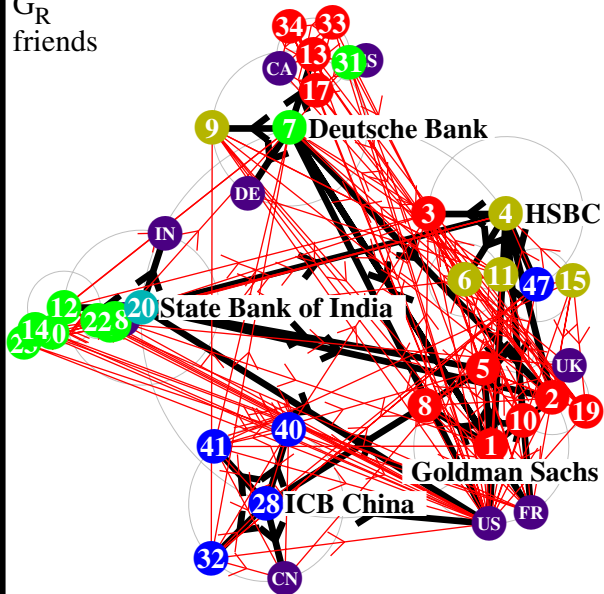 G_R
friends
34 33
13
CA 31 S
17
9 7 Deutsche Bank
DE
3 4 HSBC
IN
6 11 47 15
12 20 State Bank of India
14 0 22 8
5 UK
8 2
10 19
40
41 1
Goldman Sachs
28 ICB China
US FR
32
CN